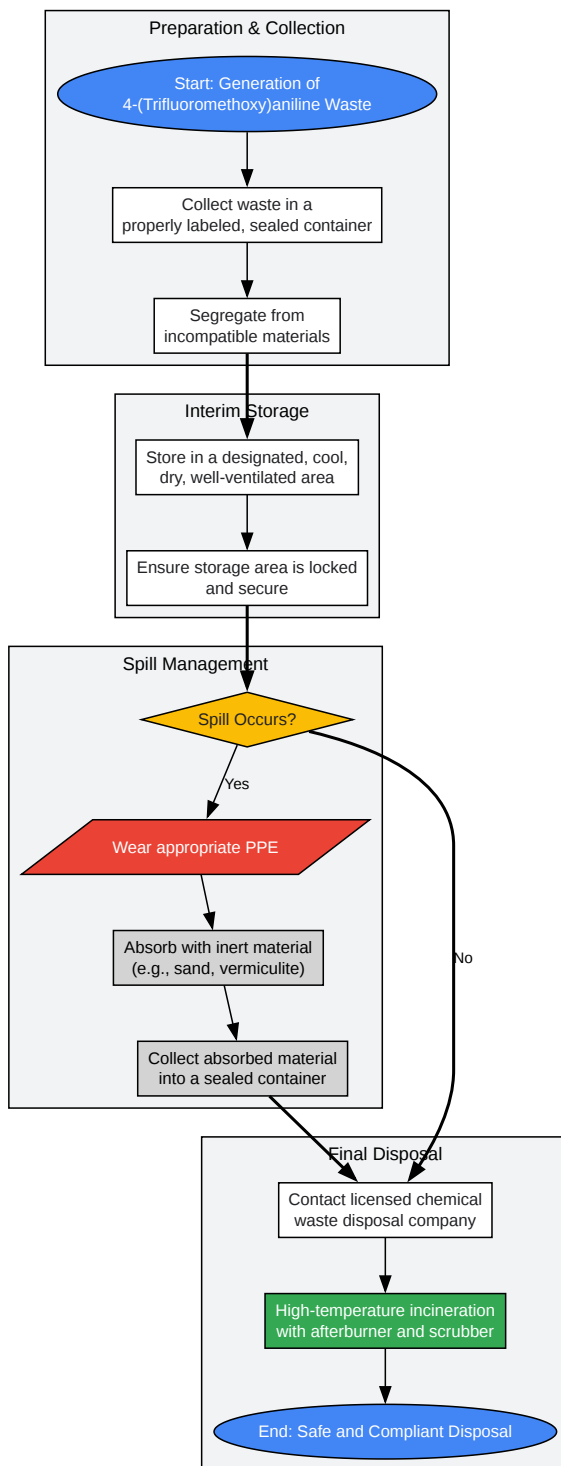 Preparation & Collection
Start: Generation of
4-(Trifluoromethoxy)aniline Waste
Collect waste in a
properly labeled, sealed container
Segregate from
incompatible materials
Interim Storage
Store in a designated, cool,
dry, well-ventilated area
Ensure storage area is locked
and secure
Spill Management
Spill Occurs?
Yes
Wear appropriate PPE
Absorb with inert material
(e.g., sand, vermiculite)
No
Collect absorbed material
into a sealed container
Final Disposal
Contact licensed chemical
waste disposal company
High-temperature incineration
with afterburner and scrubber
End: Safe and Compliant Disposal